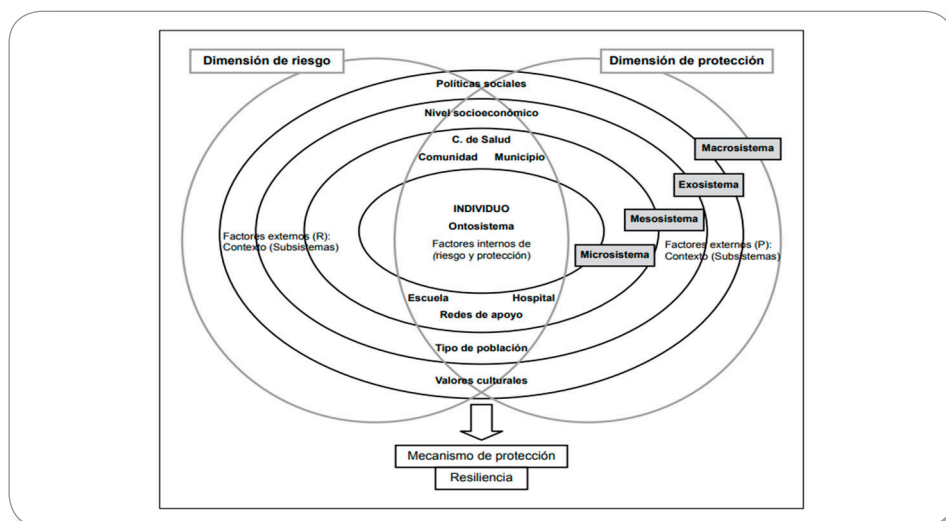 Dimensión de riesgo
Dimensión de protección
Políticas sociales
Nivel socioeconómico
C. de Salud
Comunidad Municipio
Macrosistema
Exosistema
INDIVIDUO
Ontosistema
Mesosistema
Factores externos (R):
Contexto (Subsistemas)
Factores internos de
(riesgo y protección)
Microsistema
Factores externos (P):
Contexto (Subsistemas)
Escuela Hospital
Redes de apoyo
Tipo de población
Valores culturales
Mecanismo de protección
Resiliencia